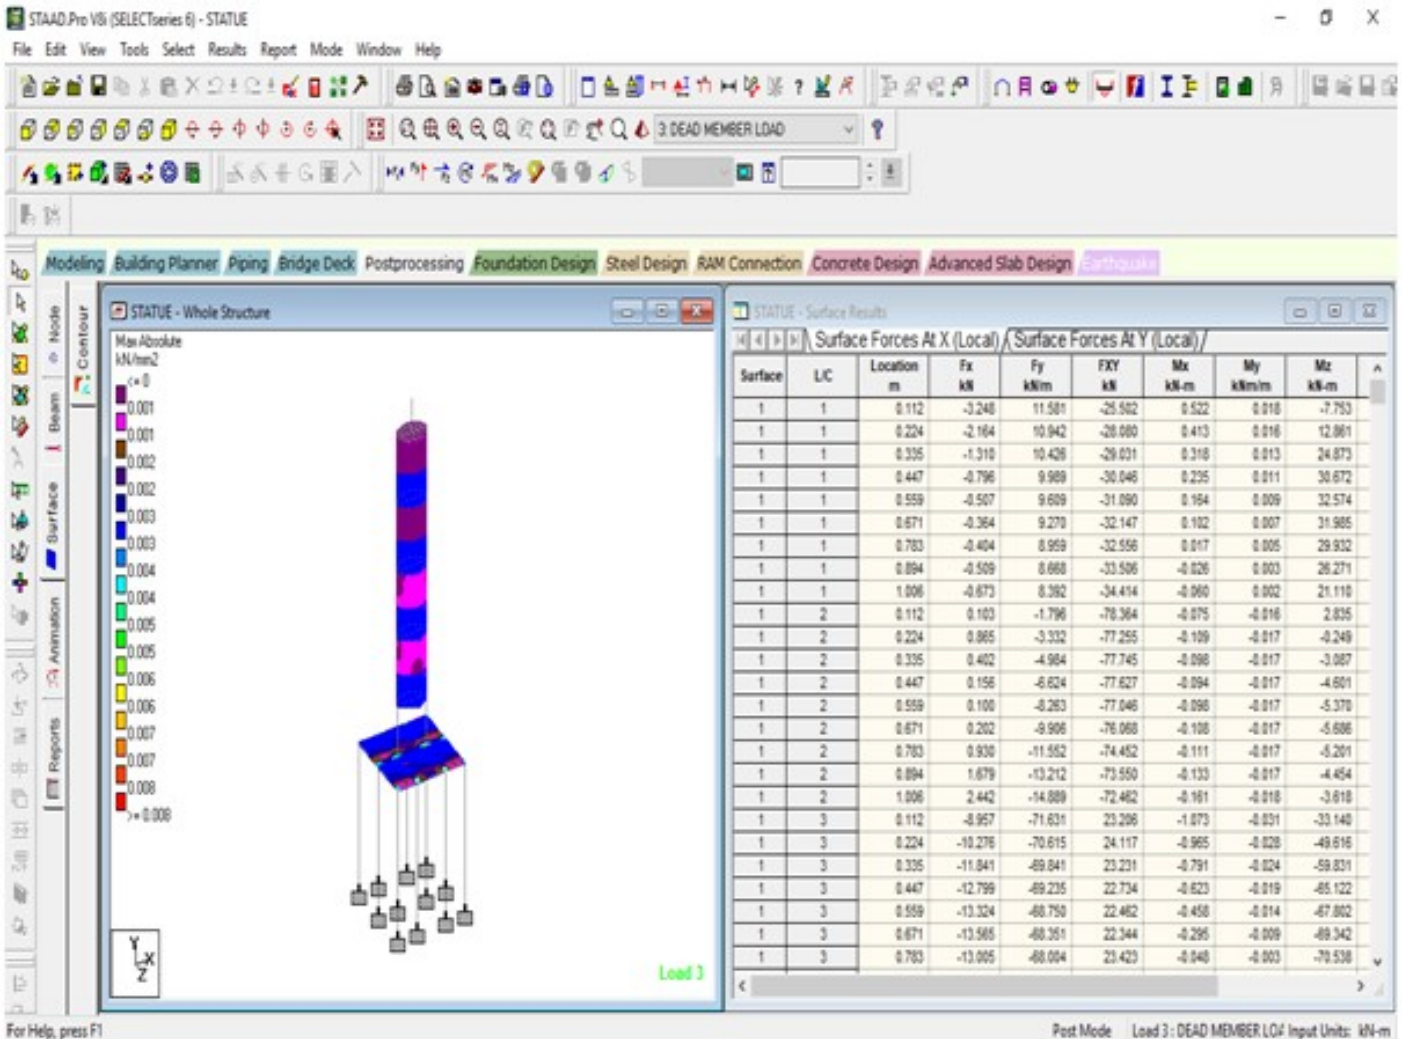 STAAD.Pro V8i (SELECTseries 6) - STATUE
File Edit View Tools Select Results Report Mode Window Help
3: DEAD MEMBER LOAD
Modeling Building Planner Piping Bridge Deck Postprocessing Foundation Design Steel Design RAM Connection Concrete Design Advanced Slab Design Earthquake
Node
Beam
Surface
Animation
Reports
Contour
STATUE - Whole Structure
Max Absolute
kN/mm2
<= 0
0.001
0.001
0.002
0.002
0.003
0.003
0.004
0.004
0.005
0.005
0.006
0.006
0.007
0.007
0.008
>= 0.008
Y
X
Z
Load 3
STATUE - Surface Results
Surface Forces At X (Local) Surface Forces At Y (Local)
Surface L/C Location m Fx kN Fy kN/m FXY kN Mx kN-m My kNm/m Mz kN-m
1 1 0.112 -3.248 11.581 -25.502 0.522 0.018 -7.753
1 1 0.224 -2.164 10.942 -28.080 0.413 0.016 12.861
1 1 0.335 -1.310 10.426 -29.031 0.318 0.013 24.873
1 1 0.447 -0.796 9.989 -30.046 0.235 0.011 30.672
1 1 0.559 -0.507 9.609 -31.090 0.164 0.009 32.574
1 1 0.671 -0.364 9.270 -32.147 0.102 0.007 31.985
1 1 0.783 -0.404 8.959 -32.556 0.017 0.005 29.932
1 1 0.894 -0.509 8.668 -33.506 -0.026 0.003 26.271
1 1 1.006 -0.673 8.392 -34.414 -0.060 0.002 21.110
1 2 0.112 0.103 -1.796 -78.364 -0.075 -0.016 2.835
1 2 0.224 0.865 -3.332 -77.255 -0.109 -0.017 -0.249
1 2 0.335 0.402 -4.984 -77.745 -0.098 -0.017 -3.087
1 2 0.447 0.156 -6.624 -77.627 -0.094 -0.017 -4.601
1 2 0.559 0.100 -8.263 -77.046 -0.098 -0.017 -5.370
1 2 0.671 0.202 -9.906 -76.068 -0.108 -0.017 -5.686
1 2 0.783 0.930 -11.552 -74.452 -0.111 -0.017 -5.201
1 2 0.894 1.679 -13.212 -73.550 -0.133 -0.017 -4.454
1 2 1.006 2.442 -14.889 -72.462 -0.161 -0.018 -3.618
1 3 0.112 -8.957 -71.631 23.206 -1.073 -0.031 -33.140
1 3 0.224 -10.276 -70.615 24.117 -0.965 -0.028 -49.616
1 3 0.335 -11.841 -69.841 23.231 -0.791 -0.024 -59.831
1 3 0.447 -12.799 -69.235 22.734 -0.623 -0.019 -65.122
1 3 0.559 -13.324 -68.750 22.462 -0.458 -0.014 -67.802
1 3 0.671 -13.565 -68.351 22.344 -0.295 -0.009 -69.342
1 3 0.783 -13.005 -68.004 23.423 -0.048 -0.003 -70.538
For Help, press F1
Post Mode Load 3 : DEAD MEMBER LOA Input Units: kN-m